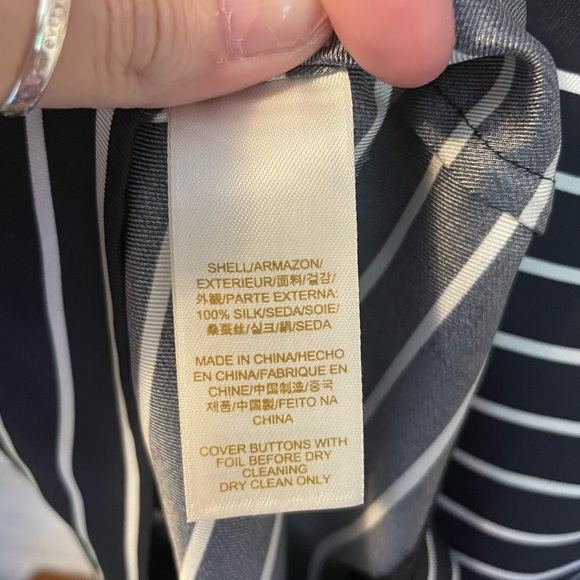 SHELL/ARMAZON/
EXTERIEUR/面料/겉감/
外観/PARTE EXTERNA:
100% SILK/SEDA/SOIE/
桑蚕丝/실크/絹/SEDA
MADE IN CHINA/HECHO
EN CHINA/FABRIQUE EN
CHINE/中国制造/중국
제품/中国製/FEITO NA
CHINA
COVER BUTTONS WITH
FOIL BEFORE DRY
CLEANING
DRY CLEAN ONLY